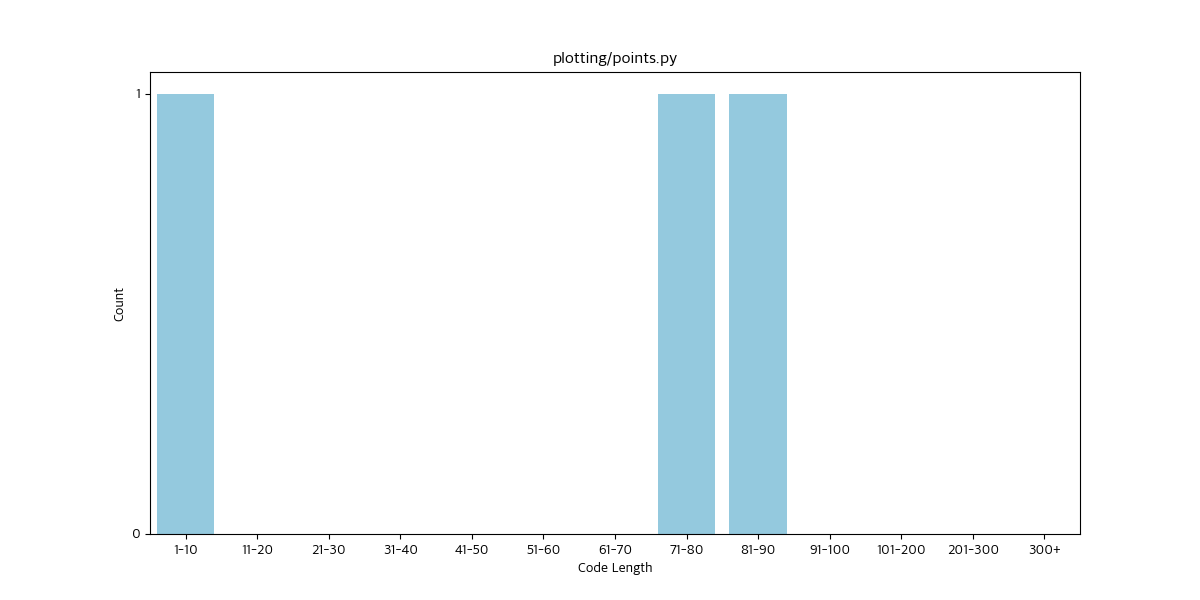 plotting/points.py
1
Count
0
1-10 11-20 21-30 31-40 41-50 51-60 61-70 71-80 81-90 91-100 101-200 201-300 300+
Code Length